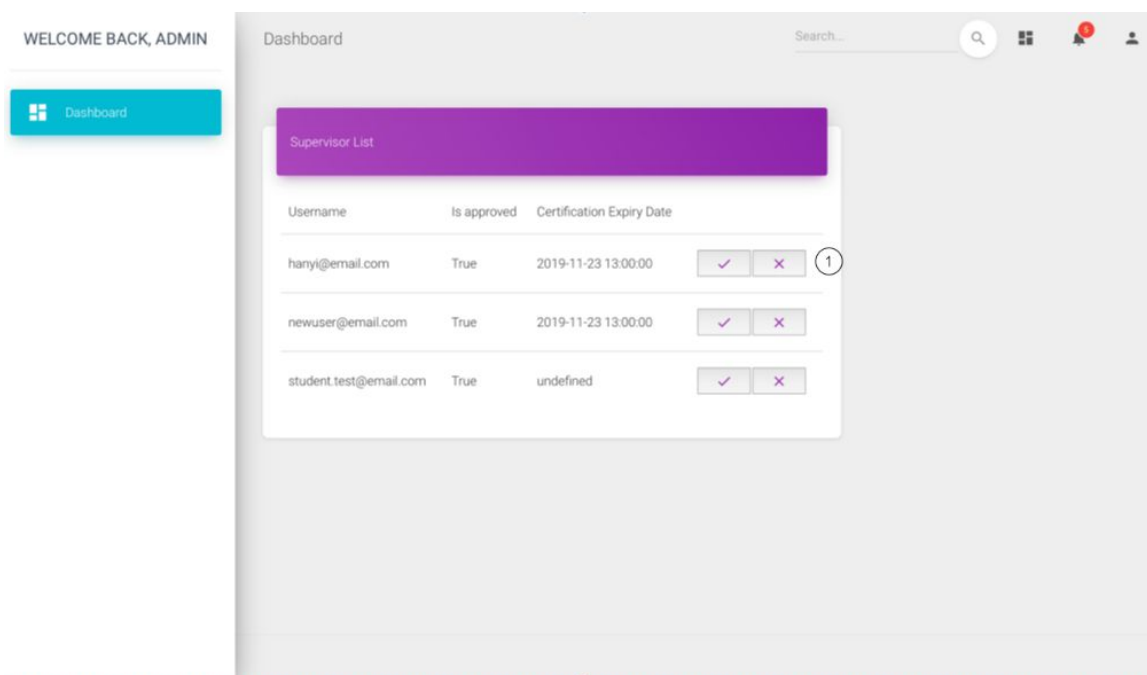 WELCOME BACK, ADMIN
Dashboard
Search...
5
Dashboard
Supervisor List
Username Is approved Certification Expiry Date
hanyi@email.com True 2019-11-23 13:00:00 1
newuser@email.com True 2019-11-23 13:00:00
student.test@email.com True undefined